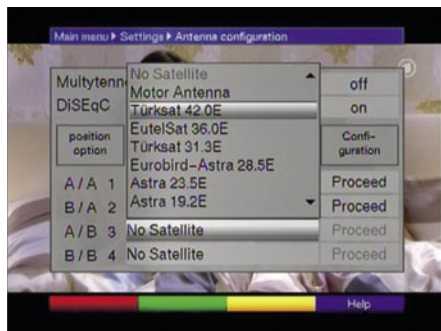 Main menu Settings Antenna configuration
Multytenn
No Satellite
off
Motor Antenna
DiSEqC
Türksat 42.0E
on
EutelSat 36.0E
position option
Türksat 31.3E
Confi-guration
Eurobird-Astra 28.5E
A/A 1
Astra 23.5E
Proceed
B/A 2
Astra 19.2E
Proceed
A/B 3 No Satellite Proceed
B/B 4 No Satellite Proceed
Help